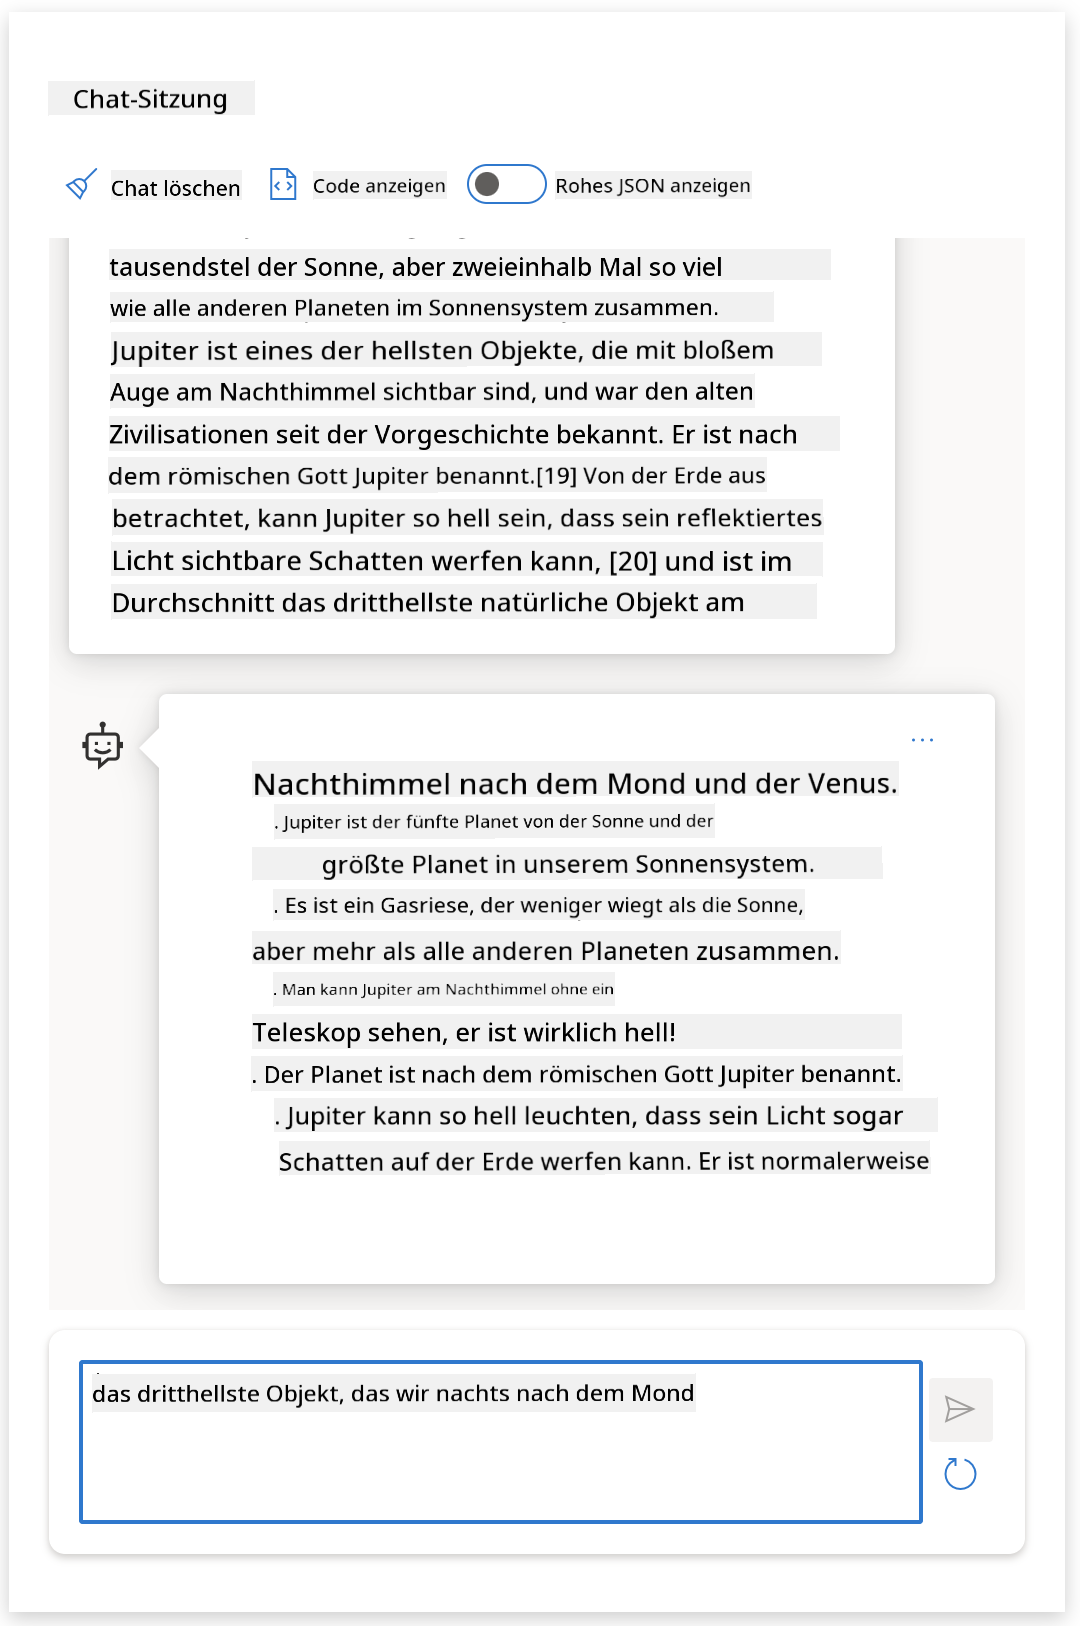 Chat-Sitzung
Chat löschen Code anzeigen Rohes JSON anzeigen
tausendstel der Sonne, aber zweieinhalb Mal so viel
wie alle anderen Planeten im Sonnensystem zusammen.
Jupiter ist eines der hellsten Objekte, die mit bloßem
Auge am Nachthimmel sichtbar sind, und war den alten
Zivilisationen seit der Vorgeschichte bekannt. Er ist nach
dem römischen Gott Jupiter benannt.[19] Von der Erde aus
betrachtet, kann Jupiter so hell sein, dass sein reflektiertes
Licht sichtbare Schatten werfen kann, [20] und ist im
Durchschnitt das dritthellste natürliche Objekt am
...
Nachthimmel nach dem Mond und der Venus.
. Jupiter ist der fünfte Planet von der Sonne und der
größte Planet in unserem Sonnensystem.
. Es ist ein Gasriese, der weniger wiegt als die Sonne,
aber mehr als alle anderen Planeten zusammen.
. Man kann Jupiter am Nachthimmel ohne ein
Teleskop sehen, er ist wirklich hell!
. Der Planet ist nach dem römischen Gott Jupiter benannt.
. Jupiter kann so hell leuchten, dass sein Licht sogar
Schatten auf der Erde werfen kann. Er ist normalerweise
das dritthellste Objekt, das wir nachts nach dem Mond